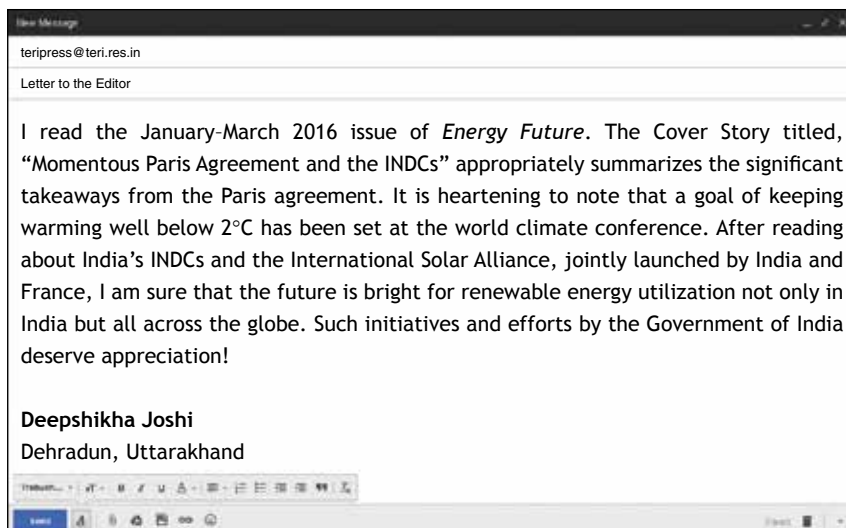 New Message
teripress@teri.res.in
Letter to the Editor
I read the January–March 2016 issue of Energy Future. The Cover Story titled,
“Momentous Paris Agreement and the INDCs” appropriately summarizes the significant
takeaways from the Paris agreement. It is heartening to note that a goal of keeping
warming well below 2°C has been set at the world climate conference. After reading
about India’s INDCs and the International Solar Alliance, jointly launched by India and
France, I am sure that the future is bright for renewable energy utilization not only in
India but all across the globe. Such initiatives and efforts by the Government of India
deserve appreciation!
Deepshikha Joshi
Dehradun, Uttarakhand
Send